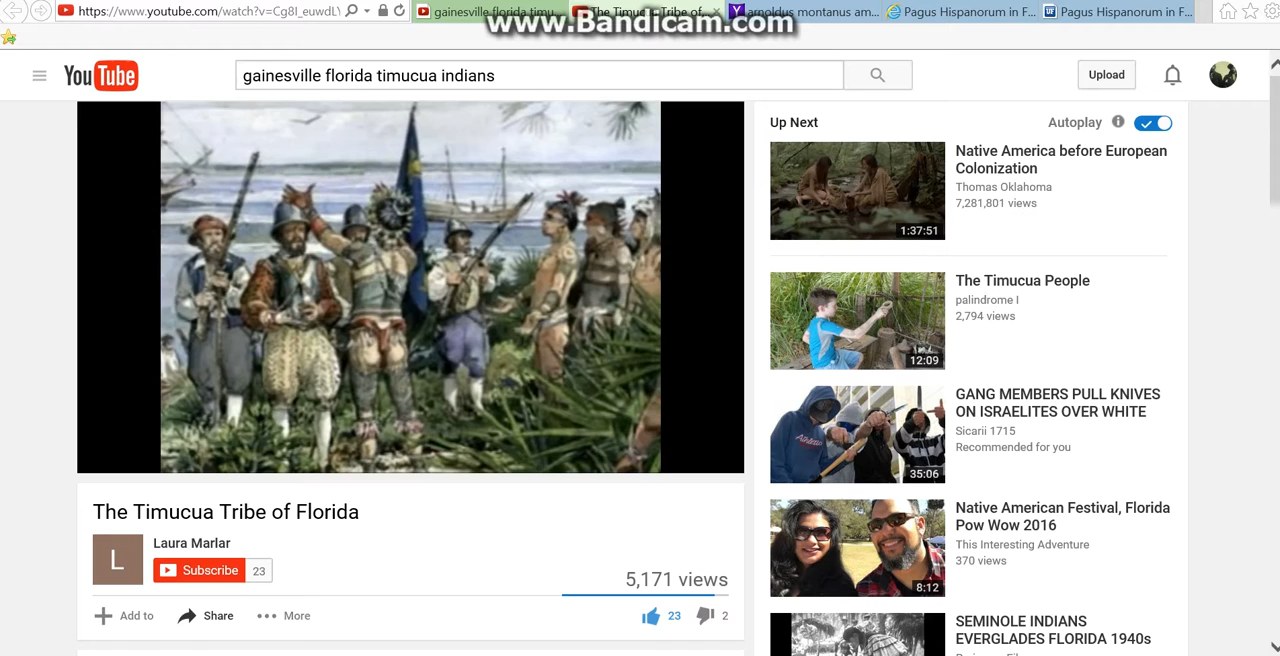 https://www.youtube.com/watch?v=Cg8I_euwdLY
gainesville florida timu...
The Timucua Tribe of...
arnoldus montanus am...
Pagus Hispanorum in F...
Pagus Hispanorum in F...
www.Bandicam.com
YouTube
gainesville florida timucua indians
Upload
Up Next
Autoplay
Native America before European
Colonization
Thomas Oklahoma
7,281,801 views
1:37:51
The Timucua People
palindrome I
2,794 views
12:09
GANG MEMBERS PULL KNIVES
ON ISRAELITES OVER WHITE
Sicarii 1715
Recommended for you
35:06
Native American Festival, Florida
Pow Wow 2016
This Interesting Adventure
370 views
8:12
SEMINOLE INDIANS
EVERGLADES FLORIDA 1940s
The Timucua Tribe of Florida
L
Laura Marlar
Subscribe
23
5,171 views
Add to
Share
More
23
2